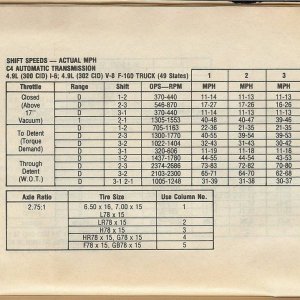 SHIFT SPEEDS — ACTUAL MPH
C4 AUTOMATIC TRANSMISSION
4.9L (300 CID) I-6; 4.9L (302 CID) V-8 F-100 TRUCK (49 States) 1 2 3
Throttle Range Shift OPS—RPM MPH MPH MPH
Closed D 1-2 370-440 11-14 11-13 11-13
(Above D 2-3 546-870 17-27 16-26 16-26
17" D 3-1 370-440 11-14 11-13 11-13
Vacuum) 1 2-1 1305-1553 40-48 40-47 39-46
To Detent D 1-2 705-1163 22-36 21-35 21-35
(Torque D 2-3 1300-1770 40-55 39-54 39-53
Demand) D 3-2 1022-1404 32-43 31-43 30-42
D 3-1 320-606 11-19 11-18 11-18
Through D 1-2 1437-1780 44-55 44-54 43-53
Detent D 2-3 2374-2686 73-83 72-82 70-80
(W.O.T.) D 3-2 2103-2300 65-71 64-70 62-68
D 3-1 2-1 1005-1248 31-39 31-38 30-37
Axle Ratio Tire Size Use Column No.
2.75:1 6.50 x 16, 7.00 x 15 1
L78 x 15
LR78 x 15 2
H78 x 15 3
HR78 x 15, G78 x 15 4
F78 x 15, GB78 x 15 5